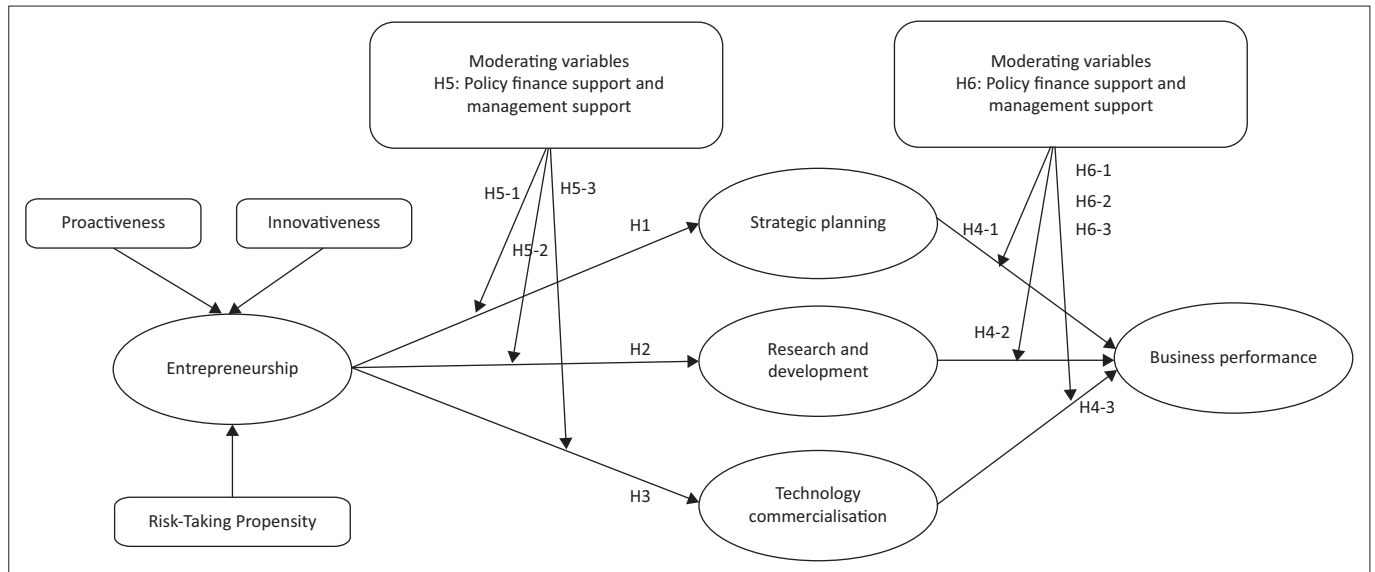 Moderating variables
H5: Policy finance support and
management support
Moderating variables
H6: Policy finance support and
management support
H5-1
H5-3
H6-1
H6-2
H6-3
Proactiveness
Innovativeness
H1
Strategic planning
H4-1
H5-2
Entrepreneurship
H2
Research and
development
H4-2
Business performance
H4-3
Risk-Taking Propensity
H3
Technology
commercialisation